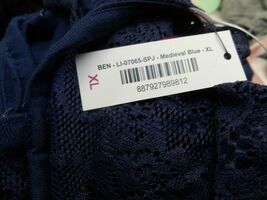 BEN - LI-07065-SPJ - Medieval Blue - XL
XL
887927989812